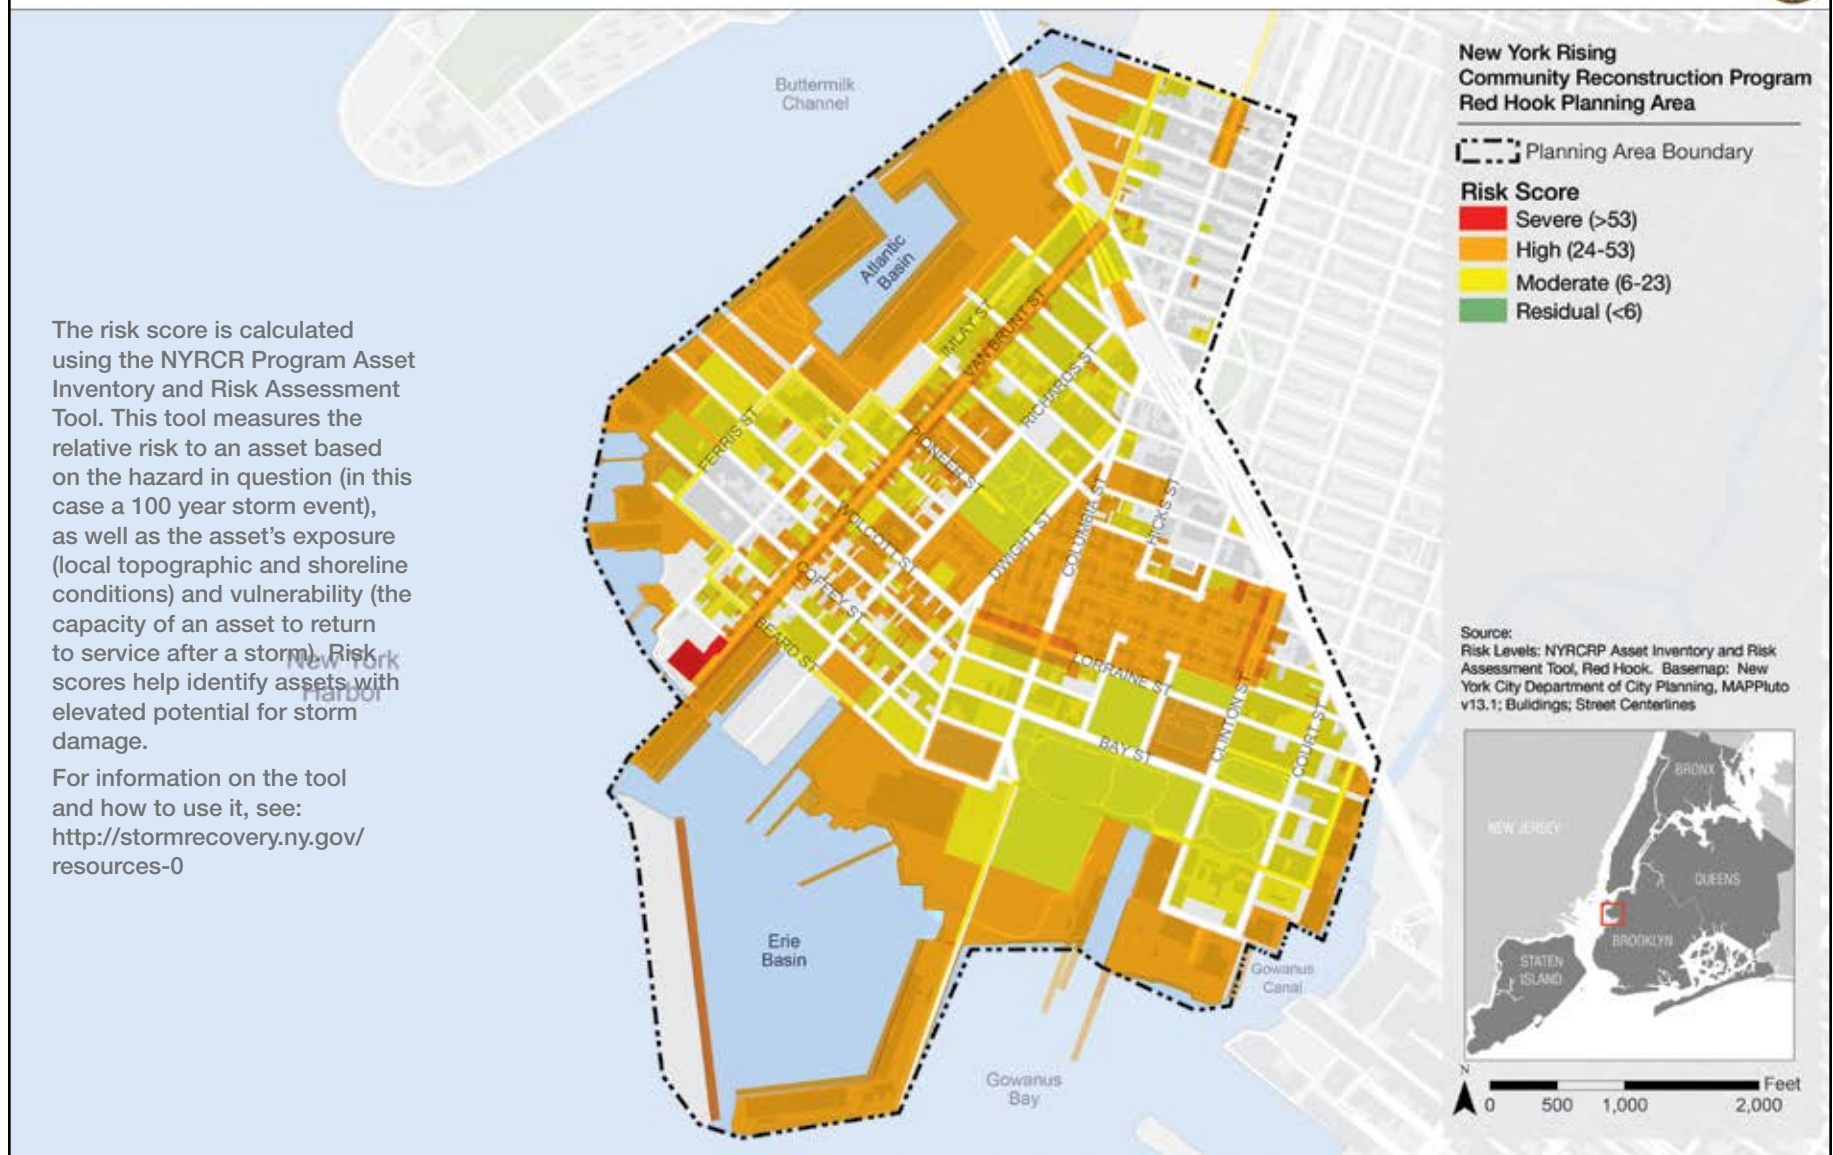 The risk score is calculated
using the NYRCR Program Asset
Inventory and Risk Assessment
Tool. This tool measures the
relative risk to an asset based
on the hazard in question (in this
case a 100 year storm event),
as well as the asset's exposure
(local topographic and shoreline
conditions) and vulnerability (the
capacity of an asset to return
to service after a storm). Risk
scores help identify assets with
elevated potential for storm
damage.
For information on the tool
and how to use it, see:
http://stormrecovery.ny.gov/
resources-0
New York
Harbor
Buttermilk
Channel
Atlantic
Basin
IMLAY ST
VAN BRUNT ST
RICHARDS ST
FERRIS ST
PIONEER ST
WOLCOTT ST
DWIGHT ST
COLUMBIA ST
HICKS ST
COFFEY ST
BEARD ST
LORRAINE ST
CLINTON ST
COURT ST
BAY ST
Erie
Basin
Gowanus
Canal
Gowanus
Bay
New York Rising
Community Reconstruction Program
Red Hook Planning Area
Planning Area Boundary
Risk Score
Severe (>53)
High (24-53)
Moderate (6-23)
Residual (<6)
Source:
Risk Levels: NYRCRP Asset Inventory and Risk
Assessment Tool, Red Hook. Basemap: New
York City Department of City Planning, MAPPluto
v13.1; Buildings; Street Centerlines
BRONX
NEW JERSEY
QUEENS
BROOKLYN
STATEN
ISLAND
N
Feet
0 500 1,000 2,000